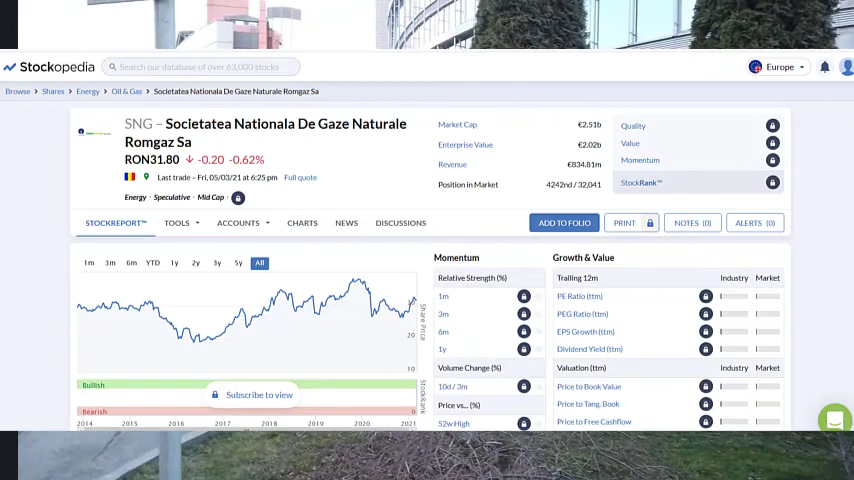 Stockopedia
Search our database of over 63,000 stocks
Europe
Browse > Shares > Energy > Oil & Gas > Societatea Nationala De Gaze Naturale Romgaz Sa
SNG – Societatea Nationala De Gaze Naturale
Romgaz Sa
RON31.80 -0.20 -0.62%
Last trade – Fri, 05/03/21 at 6:25 pm Full quote
Energy · Speculative · Mid Cap ·
Market Cap €2.51b
Enterprise Value €2.02b
Revenue €834.81m
Position in Market 4242nd / 32,041
Quality
Value
Momentum
StockRank™
STOCKREPORT™ TOOLS ACCOUNTS CHARTS NEWS DISCUSSIONS
ADD TO FOLIO PRINT NOTES (0) ALERTS (0)
1m 3m 6m YTD 1y 2y 3y 5y All
Share Price
20
10
Bullish
Subscribe to view
Bearish
0
StockRank
2014 2015 2016 2017 2018 2019 2020 2021
Momentum
Relative Strength (%)
1m
3m
6m
1y
Volume Change (%)
10d / 3m
Price vs... (%)
52w High
Growth & Value
Trailing 12m Industry Market
PE Ratio (ttm)
PEG Ratio (ttm)
EPS Growth (ttm)
Dividend Yield (ttm)
Valuation (ttm) Industry Market
Price to Book Value
Price to Tang. Book
Price to Free Cashflow